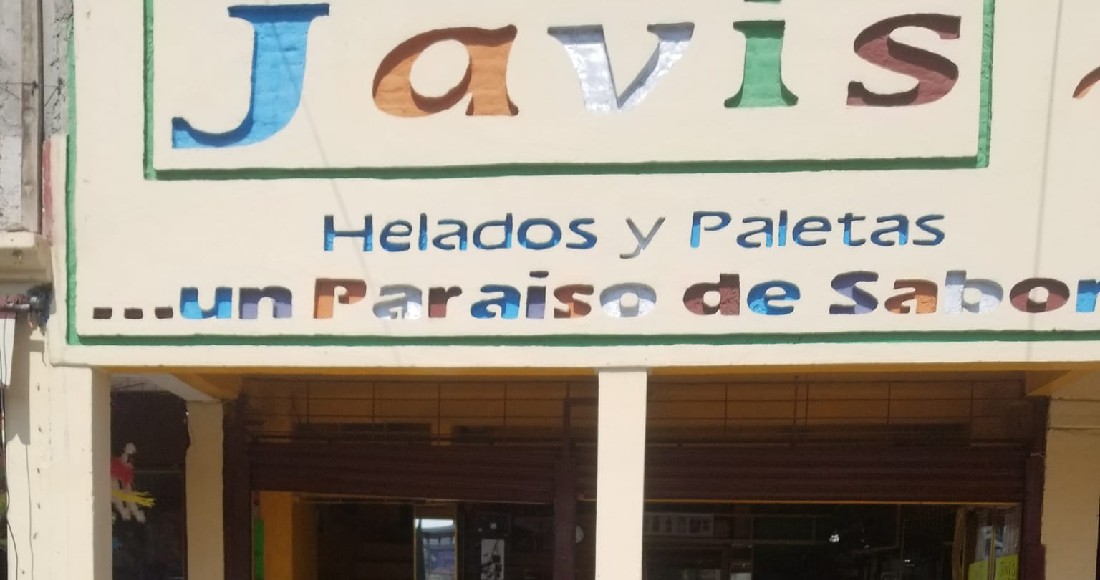 Javis
Helados y Paletas
...un Paraiso de Sabor